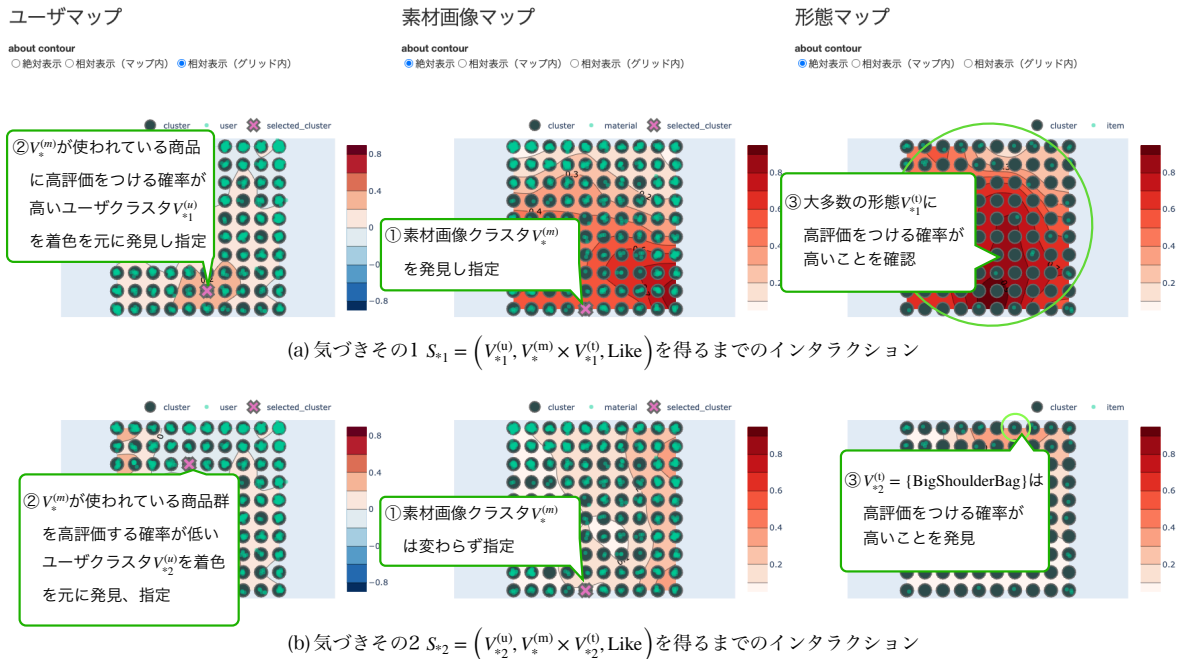 ユーザマップ
素材画像マップ
形態マップ
about contour
絶対表示 相対表示（マップ内） 相対表示（グリッド内）
about contour
絶対表示 相対表示（マップ内） 相対表示（グリッド内）
about contour
絶対表示 相対表示（マップ内） 相対表示（グリッド内）
cluster user selected_cluster
cluster material selected_cluster
cluster item
②V*(m)が使われている商品
に高評価をつける確率が
高いユーザクラスタV*1(u)
を着色を元に発見し指定
0.8
0.4
0
−0.4
−0.8
0.3
0.4
①素材画像クラスタV*(m)
を発見し指定
0.8
0.6
0.4
0.2
③大多数の形態V*1(t)に
高評価をつける確率が
高いことを確認
0.8
0.6
0.4
0.2
(a) 気づきその1 S*1 = (V*1(u), V*(m) × V*1(t), Like)を得るまでのインタラクション
cluster user selected_cluster
cluster material selected_cluster
cluster item
②V*(m)が使われている商品群
を高評価する確率が低い
ユーザクラスタV*2(u)を着色
を元に発見、指定
0.8
0.4
0
−0.8
①素材画像クラスタV*(m)
は変わらず指定
0.8
0.6
0.4
0.2
③V*2(t) = {BigShoulderBag}は
高評価をつける確率が
高いことを発見
0.8
0.6
0.4
0.2
(b) 気づきその2 S*2 = (V*2(u), V*(m) × V*2(t), Like)を得るまでのインタラクション